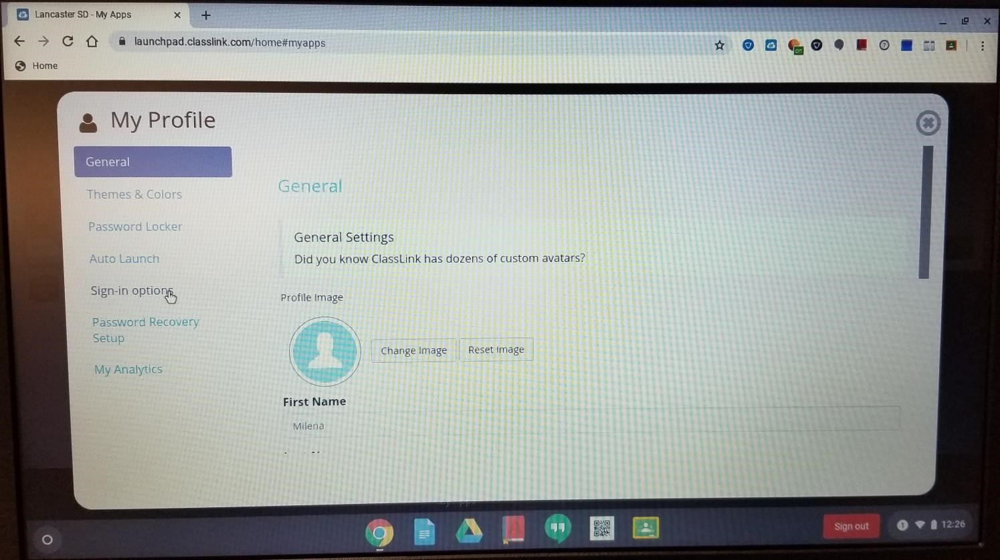 Lancaster SD - My Apps
launchpad.classlink.com/home#myapps
on
Home
My Profile
General
Themes & Colors
Password Locker
Auto Launch
Sign-in options
Password Recovery
Setup
My Analytics
General
General Settings
Did you know ClassLink has dozens of custom avatars?
Profile Image
Change Image
Reset Image
First Name
Milena
Sign out
1
12:26